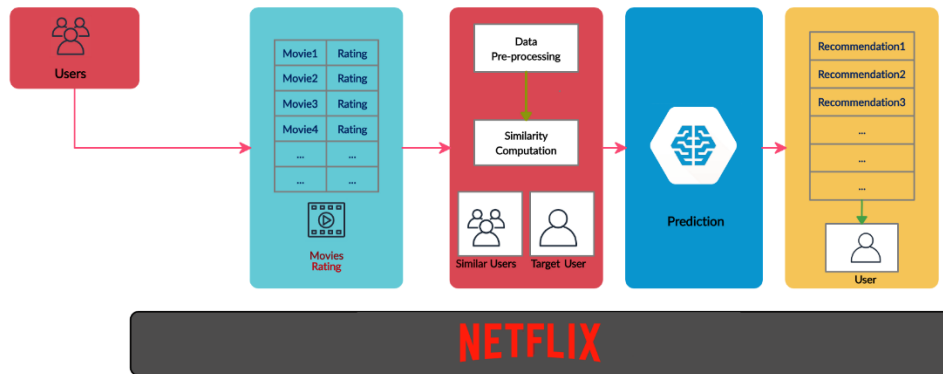 Users
Movie1 Rating
Movie2 Rating
Movie3 Rating
Movie4 Rating
... ...
... ...
Movies
Rating
Data
Pre-processing
Similarity
Computation
Similar Users Target User
Prediction
Recommendation1
Recommendation2
Recommendation3
...
...
...
User
NETFLIX